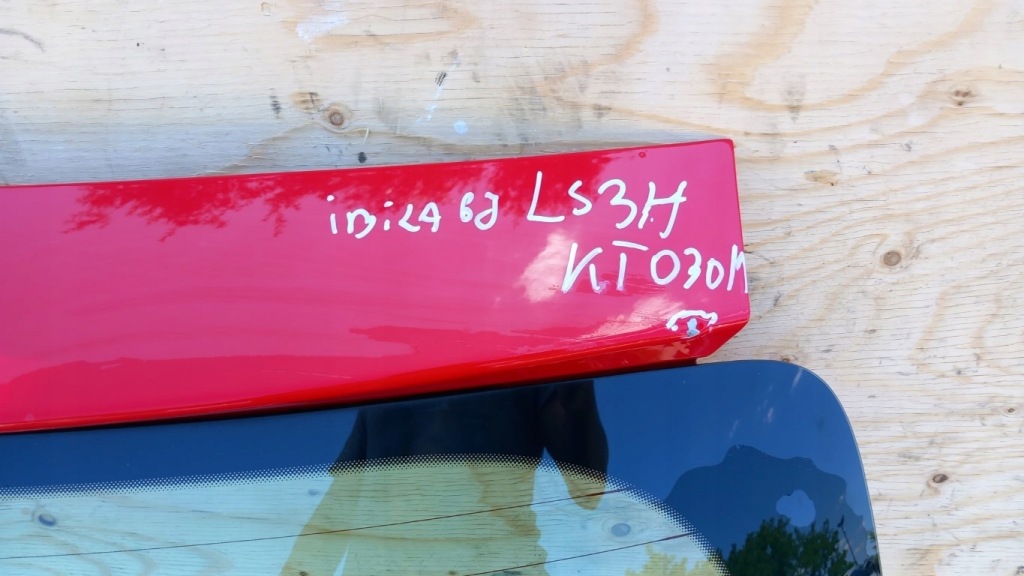 iBiZA 6J LS3H
KT030M